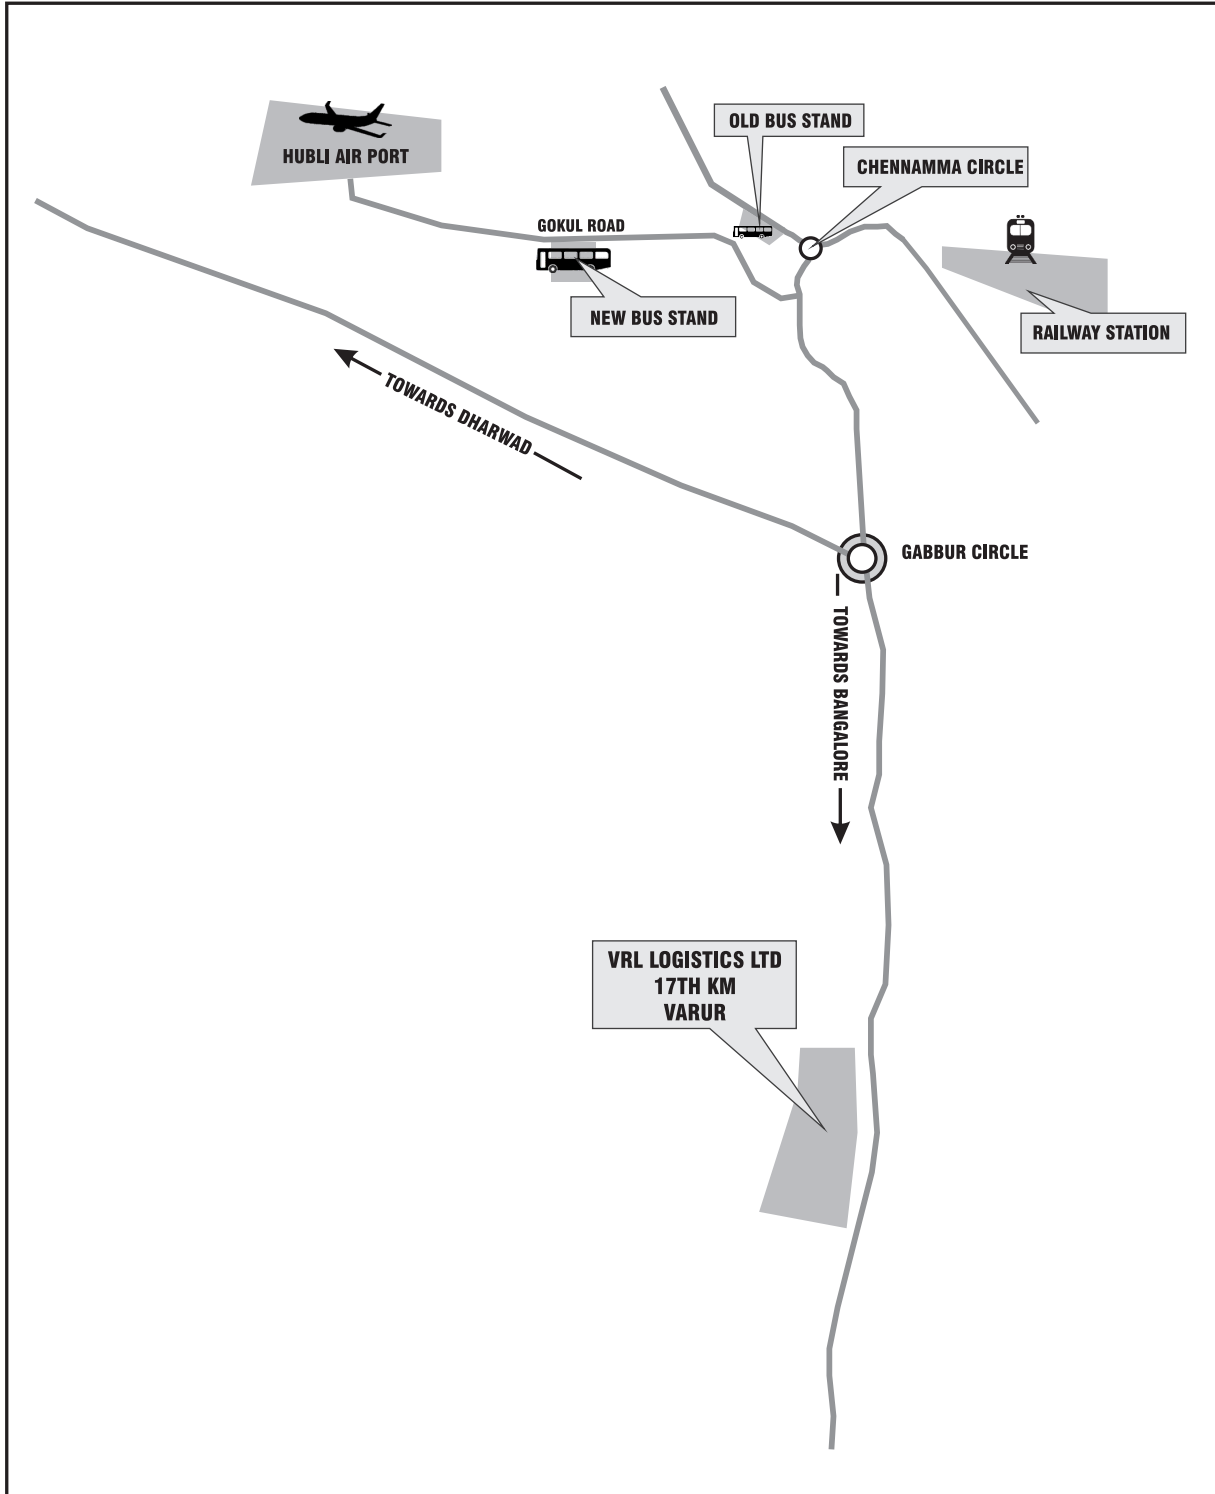 OLD BUS STAND
HUBLI AIR PORT
CHENNAMMA CIRCLE
GOKUL ROAD
NEW BUS STAND
RAILWAY STATION
TOWARDS DHARWAD
GABBUR CIRCLE
TOWARDS BANGALORE
VRL LOGISTICS LTD
17TH KM
VARUR